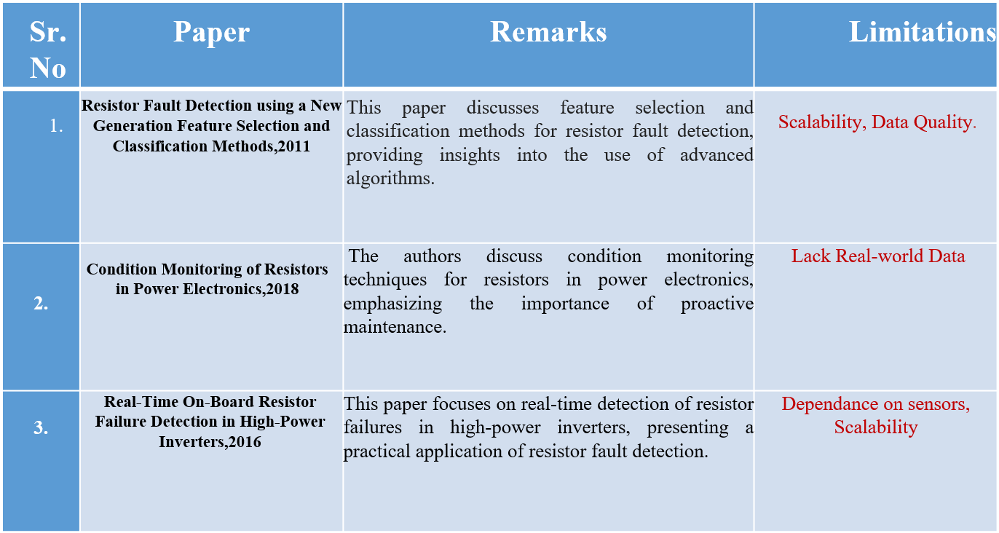 Sr. No
Paper
Remarks
Limitations
1.
Resistor Fault Detection using a New
Generation Feature Selection and
Classification Methods,2011
This paper discusses feature selection and
classification methods for resistor fault detection,
providing insights into the use of advanced
algorithms.
Scalability, Data Quality.
2.
Condition Monitoring of Resistors
in Power Electronics,2018
The authors discuss condition monitoring
techniques for resistors in power electronics,
emphasizing the importance of proactive
maintenance.
Lack Real-world Data
3.
Real-Time On-Board Resistor
Failure Detection in High-Power
Inverters,2016
This paper focuses on real-time detection of resistor
failures in high-power inverters, presenting a
practical application of resistor fault detection.
Dependance on sensors,
Scalability